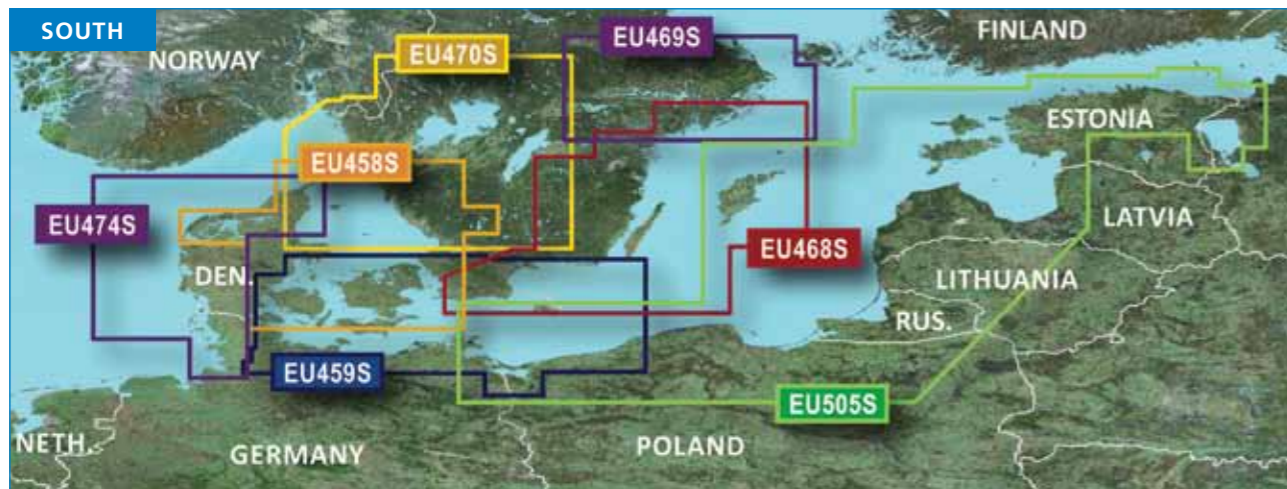 SOUTH
NORWAY
EU470S
EU469S
FINLAND
EU458S
ESTONIA
EU474S
DEN.
EU468S
LATVIA
LITHUANIA
RUS.
EU459S
EU505S
NETH.
GERMANY
POLAND